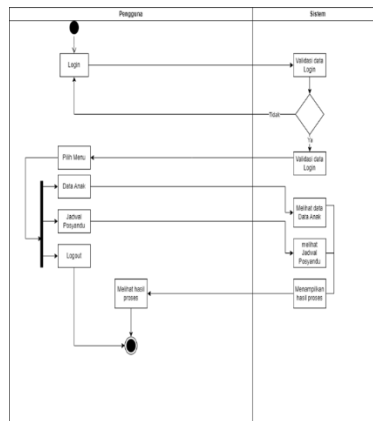 Pengguna
Sistem
Login
Validasi data
Login
Tidak
Ya
Pilih Menu
Validasi data
Login
Data Anak
Melihat data
Data Anak
Jadwal
Posyandu
melihat
Jadwal
Posyandu
Logout
Melihat hasil
proses
Menampilkan
hasil proses